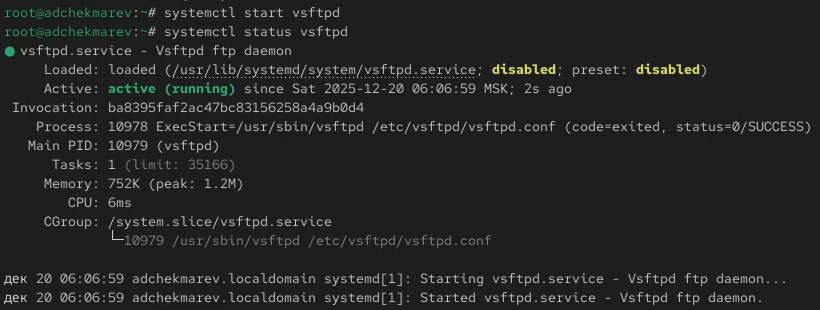 root@adchekmarev:~# systemctl start vsftpd
root@adchekmarev:~# systemctl status vsftpd
● vsftpd.service - Vsftpd ftp daemon
Loaded: loaded (/usr/lib/systemd/system/vsftpd.service; disabled; preset: disabled)
Active: active (running) since Sat 2025-12-20 06:06:59 MSK; 2s ago
Invocation: ba8395faf2ac47bc83156258a4a9b0d4
Process: 10978 ExecStart=/usr/sbin/vsftpd /etc/vsftpd/vsftpd.conf (code=exited, status=0/SUCCESS)
Main PID: 10979 (vsftpd)
Tasks: 1 (limit: 35166)
Memory: 752K (peak: 1.2M)
CPU: 6ms
CGroup: /system.slice/vsftpd.service
└─10979 /usr/sbin/vsftpd /etc/vsftpd/vsftpd.conf
дек 20 06:06:59 adchekmarev.localdomain systemd[1]: Starting vsftpd.service - Vsftpd ftp daemon...
дек 20 06:06:59 adchekmarev.localdomain systemd[1]: Started vsftpd.service - Vsftpd ftp daemon.